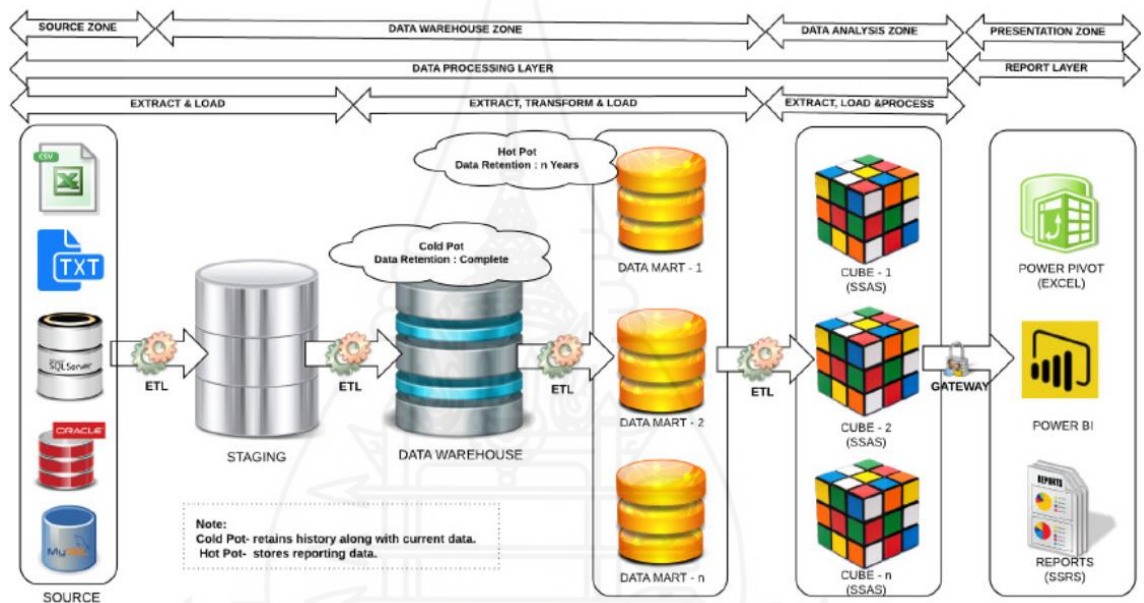 SOURCE ZONE
DATA WAREHOUSE ZONE
DATA ANALYSIS ZONE
PRESENTATION ZONE
DATA PROCESSING LAYER
REPORT LAYER
EXTRACT & LOAD
EXTRACT, TRANSFORM & LOAD
EXTRACT, LOAD &PROCESS
CSV
TXT
SQL Server
ORACLE
MySQL
SOURCE
ETL
STAGING
ETL
Cold Pot
Data Retention : Complete
DATA WAREHOUSE
ETL
Hot Pot
Data Retention : n Years
DATA MART - 1
DATA MART - 2
DATA MART - n
ETL
CUBE - 1
(SSAS)
CUBE - 2
(SSAS)
CUBE - n
(SSAS)
GATEWAY
POWER PIVOT
(EXCEL)
POWER BI
REPORTS
REPORTS
(SSRS)
Note:
Cold Pot- retains history along with current data.
Hot Pot- stores reporting data.